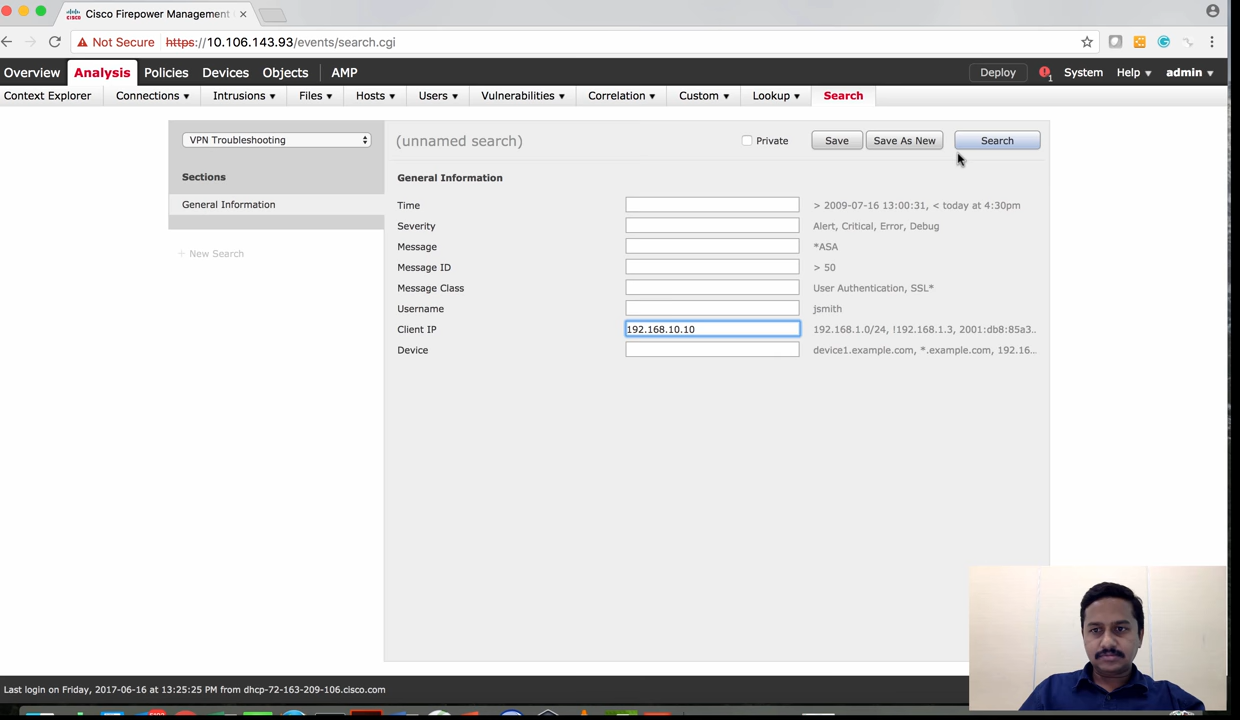 CISCO Cisco Firepower Management
Not Secure https://10.106.143.93/events/search.cgi
Overview Analysis Policies Devices Objects AMP Deploy 1 System Help admin
Context Explorer Connections Intrusions Files Hosts Users Vulnerabilities Correlation Custom Lookup Search
VPN Troubleshooting (unnamed search) Private Save Save As New Search
Sections General Information
General Information Time > 2009-07-16 13:00:31, < today at 4:30pm
Severity Alert, Critical, Error, Debug
Message *ASA
+ New Search Message ID > 50
Message Class User Authentication, SSL*
Username jsmith
Client IP 192.168.10.10 192.168.1.0/24, !192.168.1.3, 2001:db8:85a3..
Device device1.example.com, *.example.com, 192.16...
Last login on Friday, 2017-06-16 at 13:25:25 PM from dhcp-72-163-209-106.cisco.com